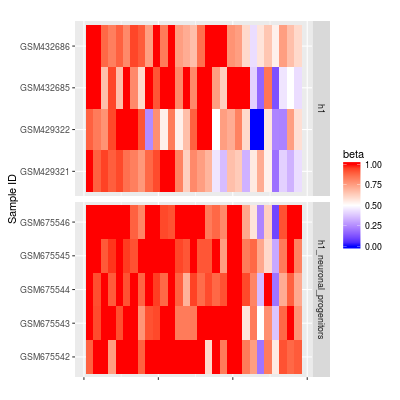 Sample ID
GSM432686
GSM432685
GSM429322
GSM429321
h1
GSM675546
GSM675545
GSM675544
GSM675543
GSM675542
h1_neuronal_progenitors
beta
1.00
0.75
0.50
0.25
0.00